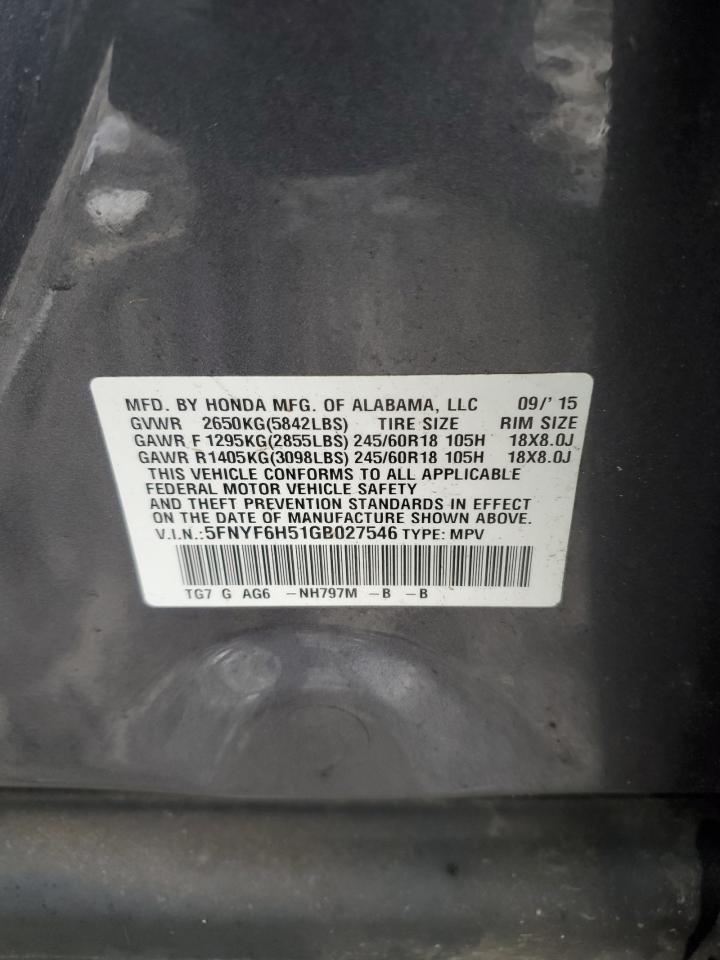 MFD. BY HONDA MFG. OF ALABAMA, LLC 09/'15
GVWR 2650KG(5842LBS) TIRE SIZE RIM SIZE
GAWR F1295KG(2855LBS) 245/60R18 105H 18X8.0J
GAWR R1405KG(3098LBS) 245/60R18 105H 18X8.0J
THIS VEHICLE CONFORMS TO ALL APPLICABLE
FEDERAL MOTOR VEHICLE SAFETY
AND THEFT PREVENTION STANDARDS IN EFFECT
ON THE DATE OF MANUFACTURE SHOWN ABOVE.
V.I.N.:5FNYF6H51GB027546 TYPE: MPV
TG7 G AG6 -NH797M -B -B